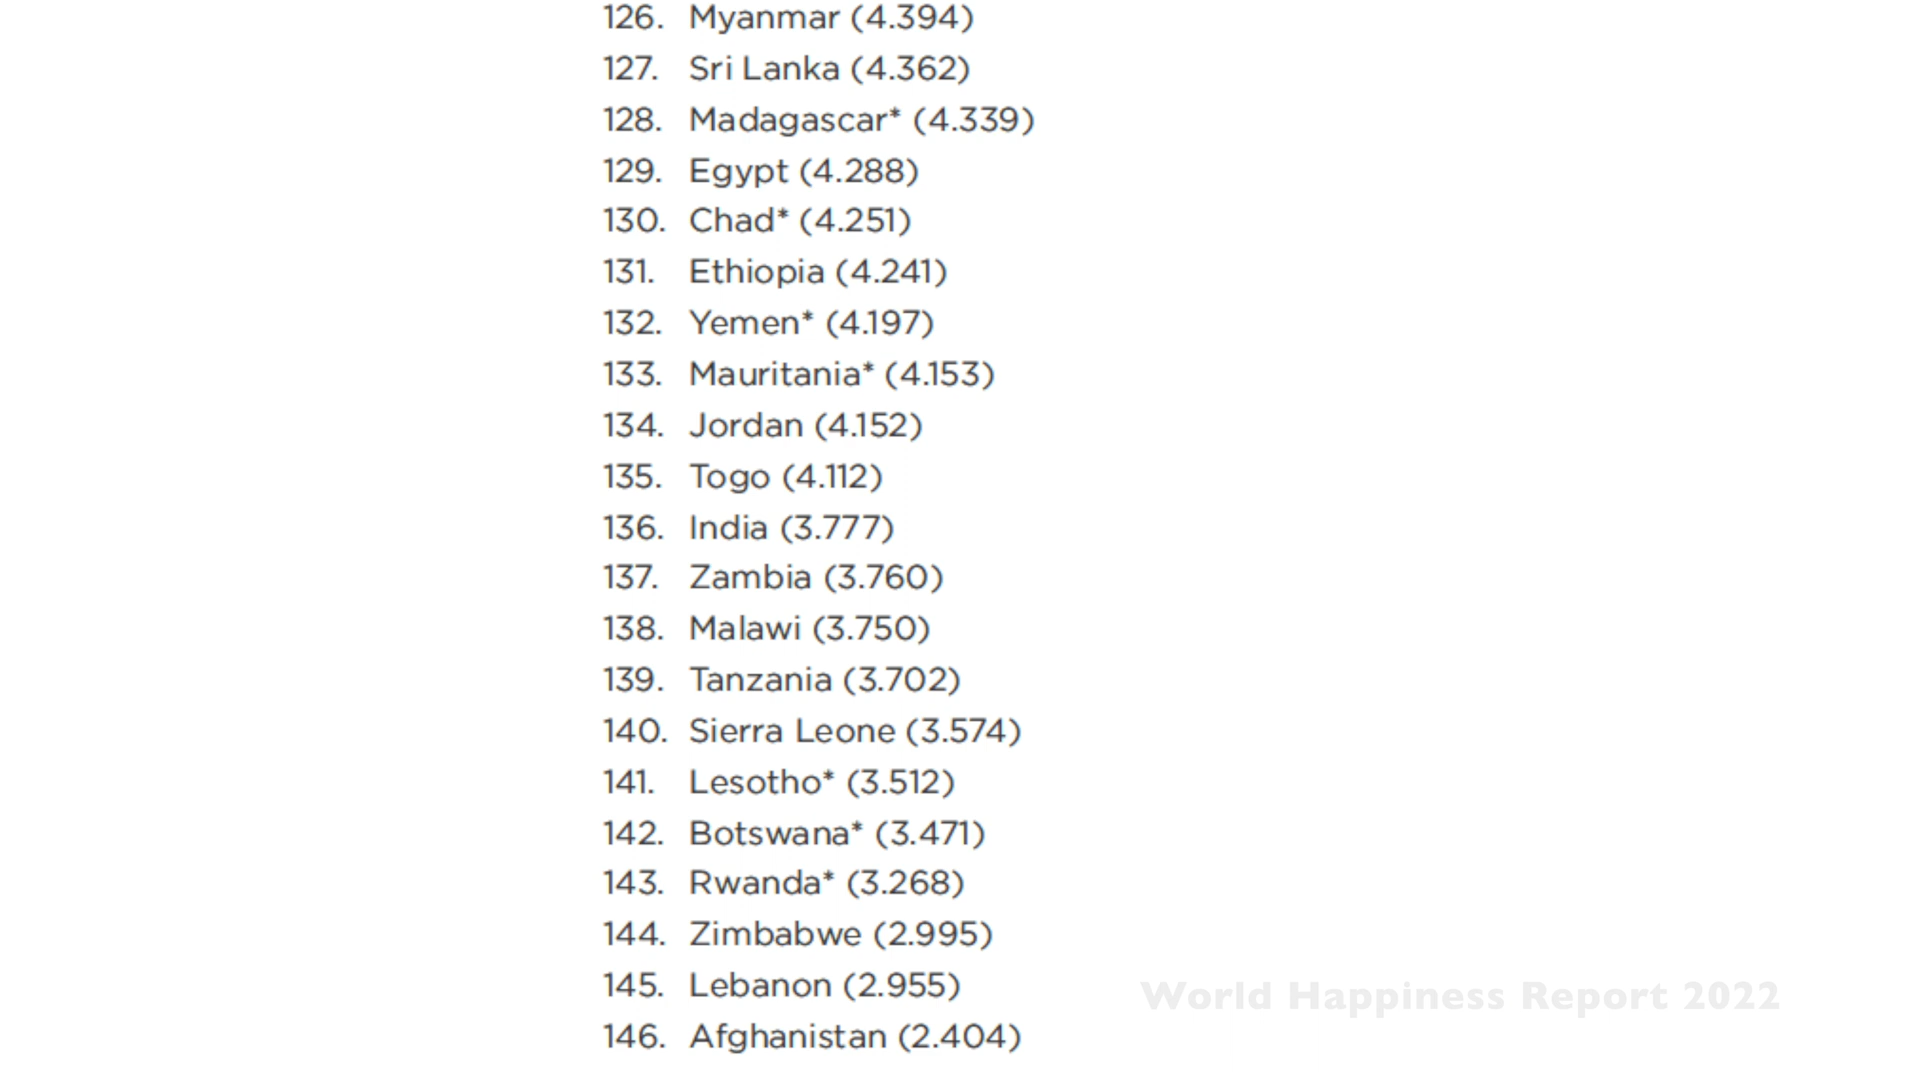 126. Myanmar (4.394)
127. Sri Lanka (4.362)
128. Madagascar* (4.339)
129. Egypt (4.288)
130. Chad* (4.251)
131. Ethiopia (4.241)
132. Yemen* (4.197)
133. Mauritania* (4.153)
134. Jordan (4.152)
135. Togo (4.112)
136. India (3.777)
137. Zambia (3.760)
138. Malawi (3.750)
139. Tanzania (3.702)
140. Sierra Leone (3.574)
141. Lesotho* (3.512)
142. Botswana* (3.471)
143. Rwanda* (3.268)
144. Zimbabwe (2.995)
145. Lebanon (2.955)
146. Afghanistan (2.404)
World Happiness Report 2022